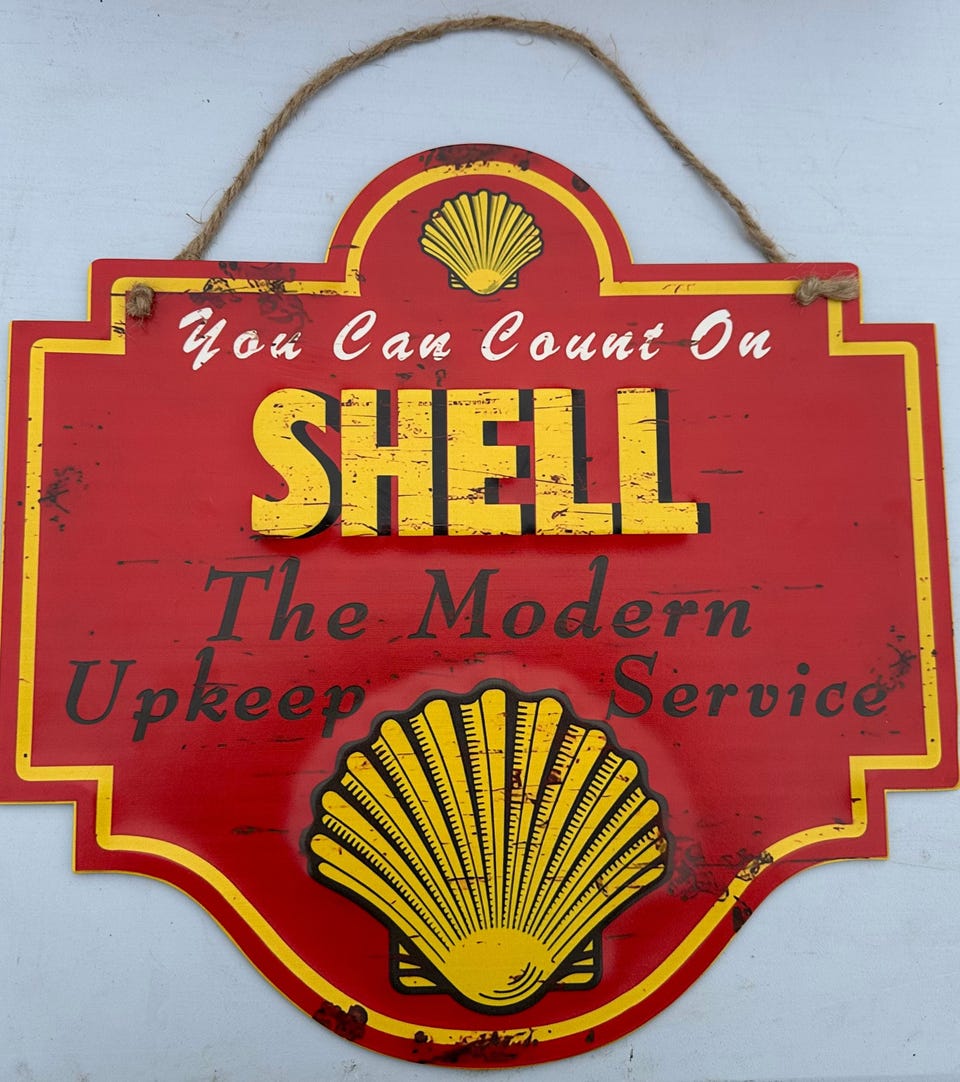 You Can Count On
SHELL
The Modern
Upkeep Service